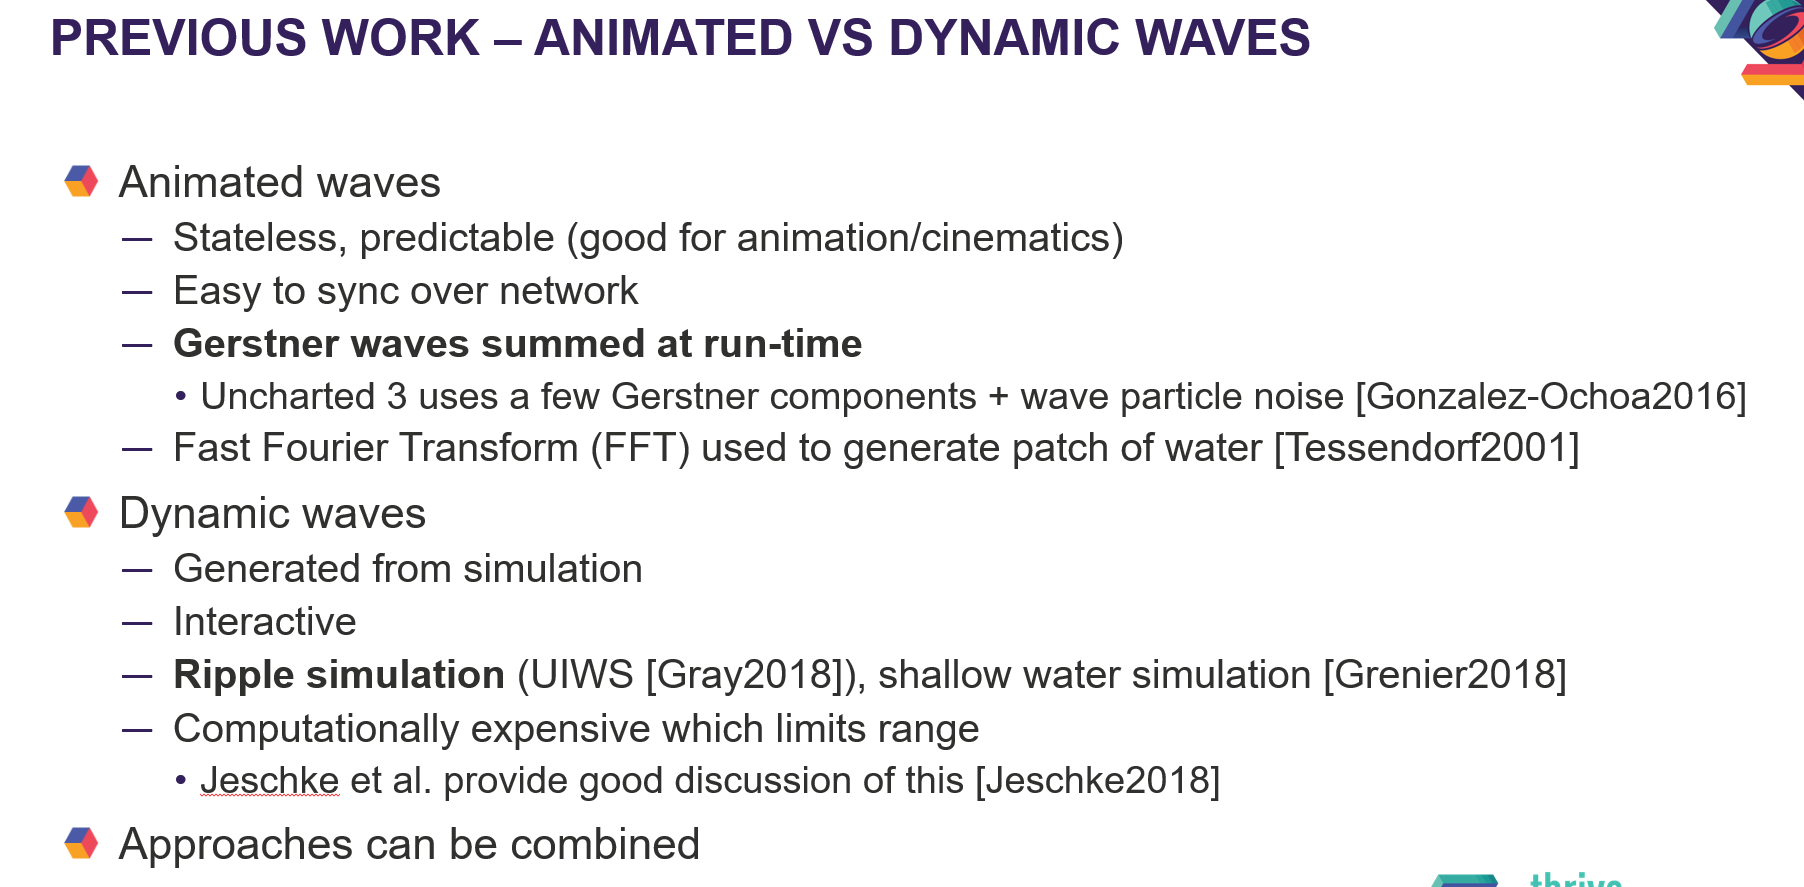 PREVIOUS WORK – ANIMATED VS DYNAMIC WAVES
Animated waves
— Stateless, predictable (good for animation/cinematics)
— Easy to sync over network
— Gerstner waves summed at run-time
• Uncharted 3 uses a few Gerstner components + wave particle noise [Gonzalez-Ochoa2016]
— Fast Fourier Transform (FFT) used to generate patch of water [Tessendorf2001]
Dynamic waves
— Generated from simulation
— Interactive
— Ripple simulation (UIWS [Gray2018]), shallow water simulation [Grenier2018]
— Computationally expensive which limits range
• Jeschke et al. provide good discussion of this [Jeschke2018]
Approaches can be combined